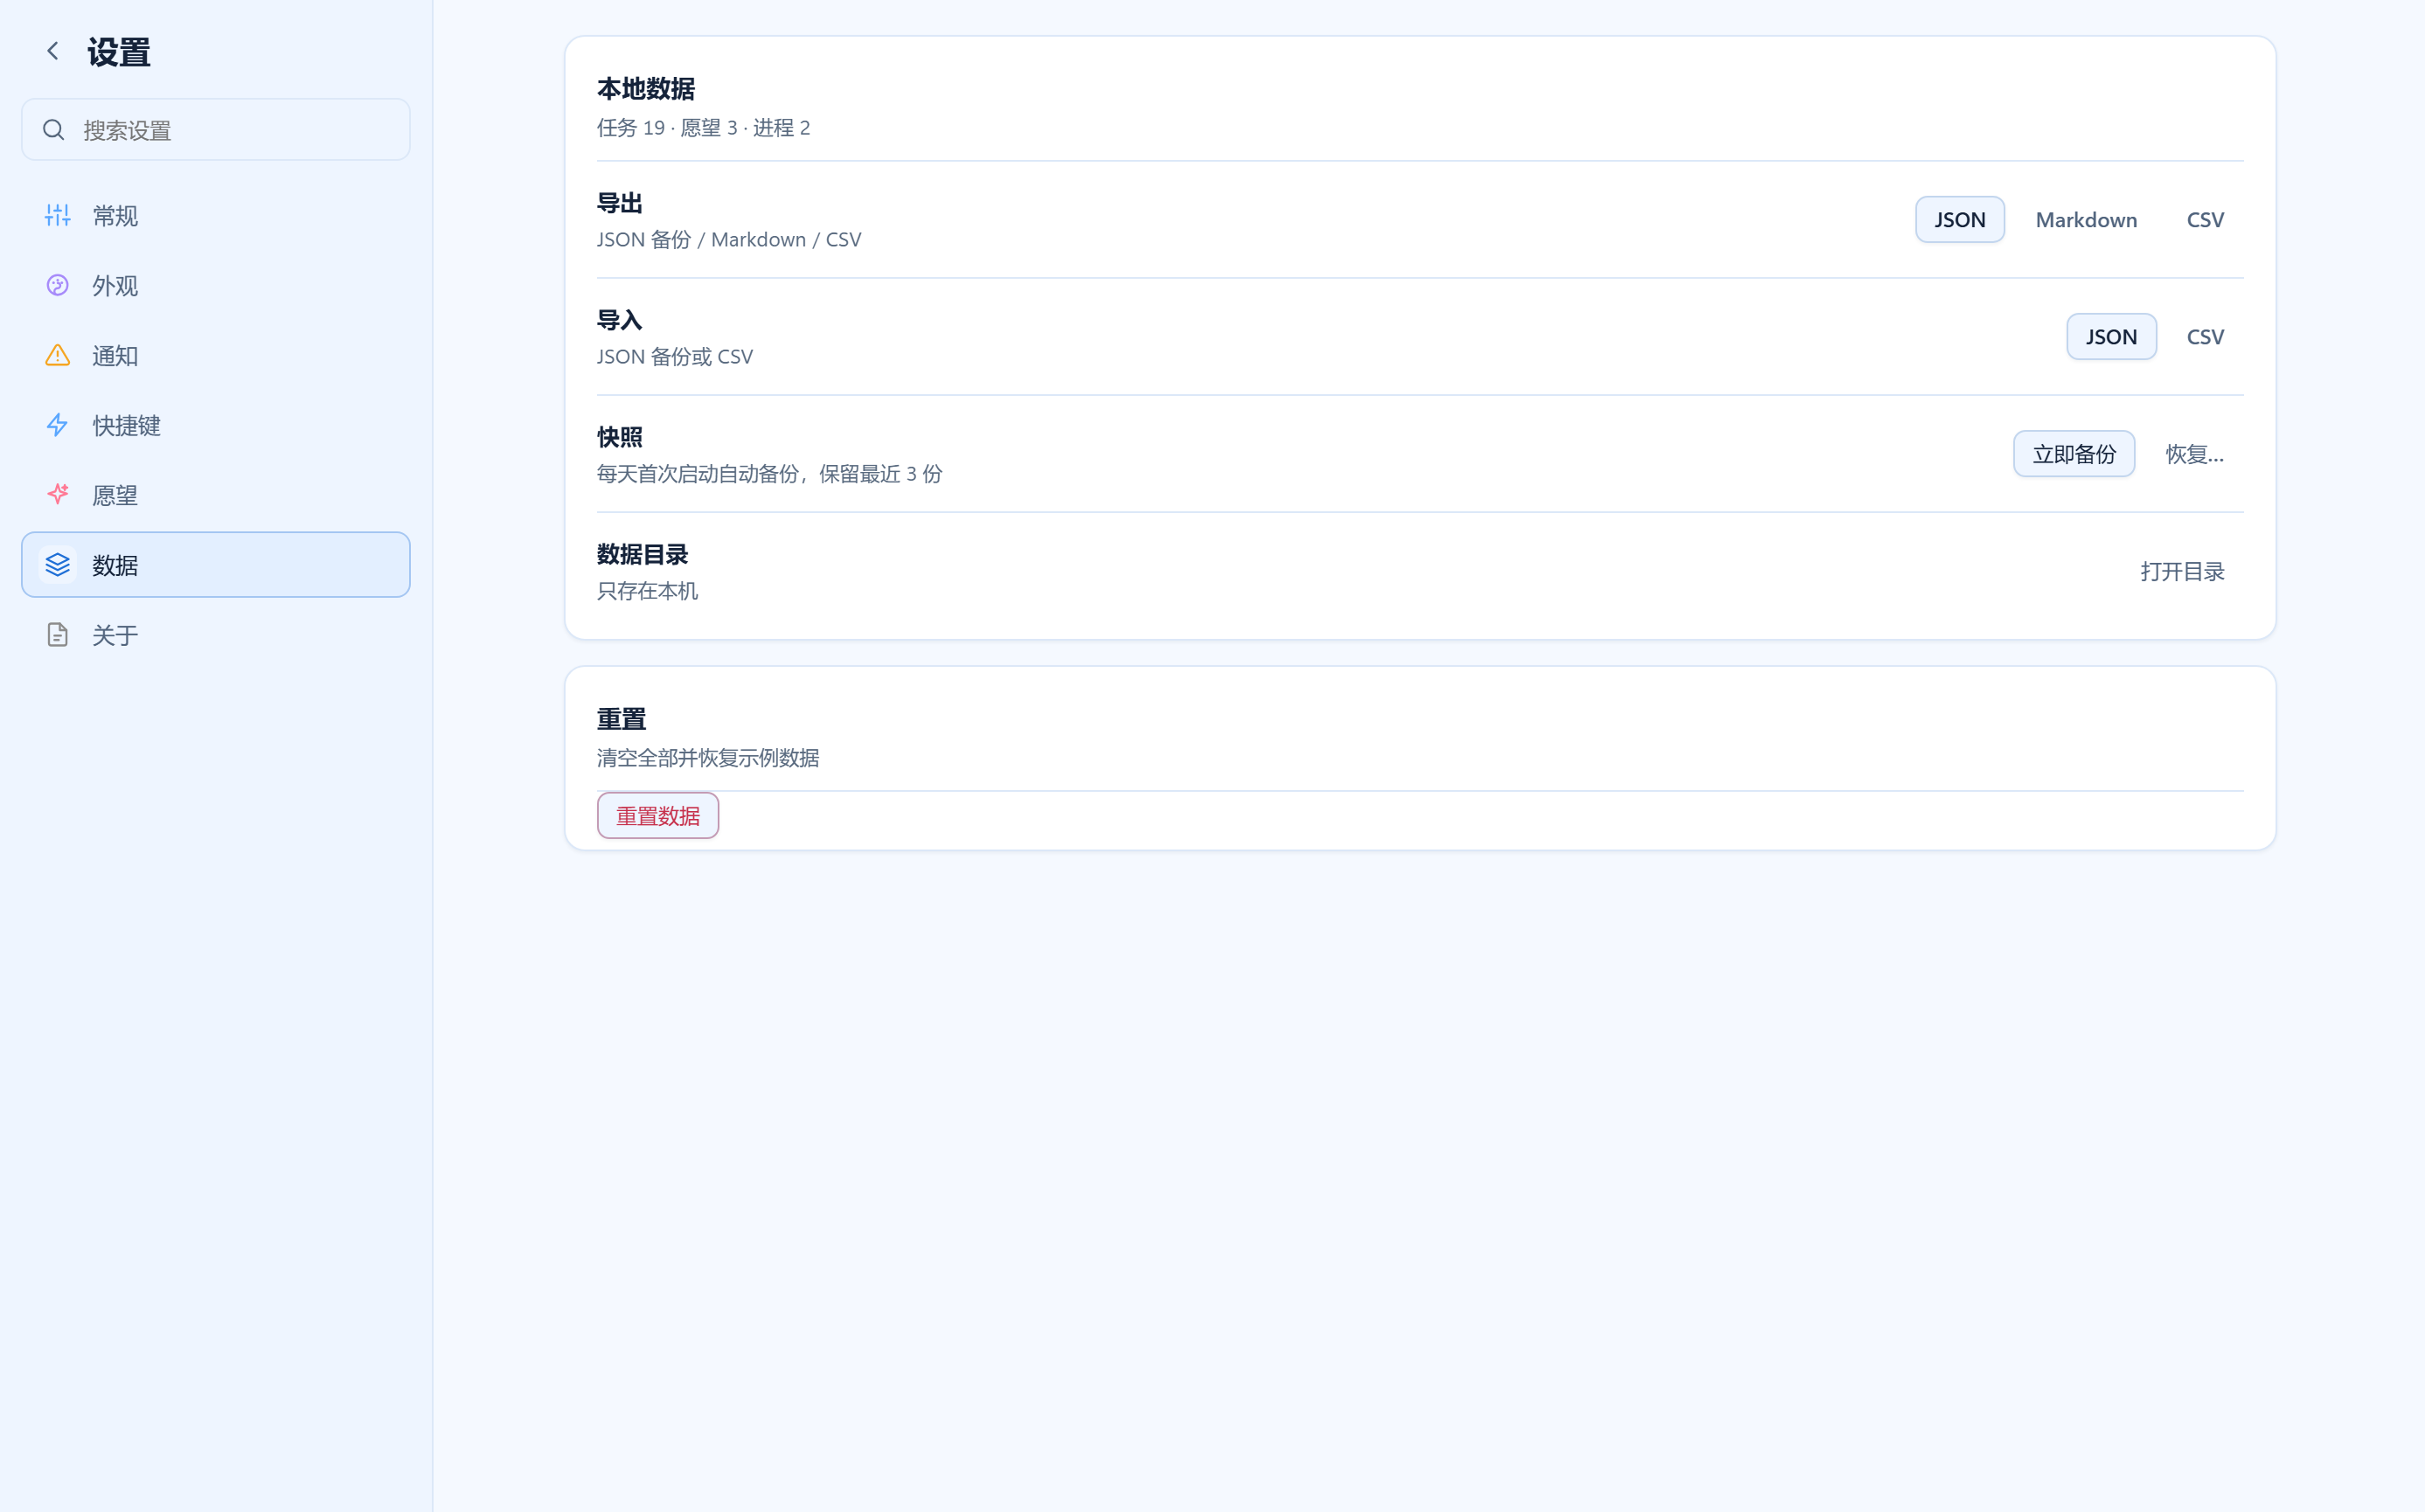 设置
搜索设置
常规
外观
通知
快捷键
愿望
数据
关于
本地数据
任务 19 · 愿望 3 · 进程 2
导出
JSON 备份 / Markdown / CSV
JSON Markdown CSV
导入
JSON 备份或 CSV
JSON CSV
快照
每天首次启动自动备份，保留最近 3 份
立即备份 恢复...
数据目录
只存在本机
打开目录
重置
清空全部并恢复示例数据
重置数据